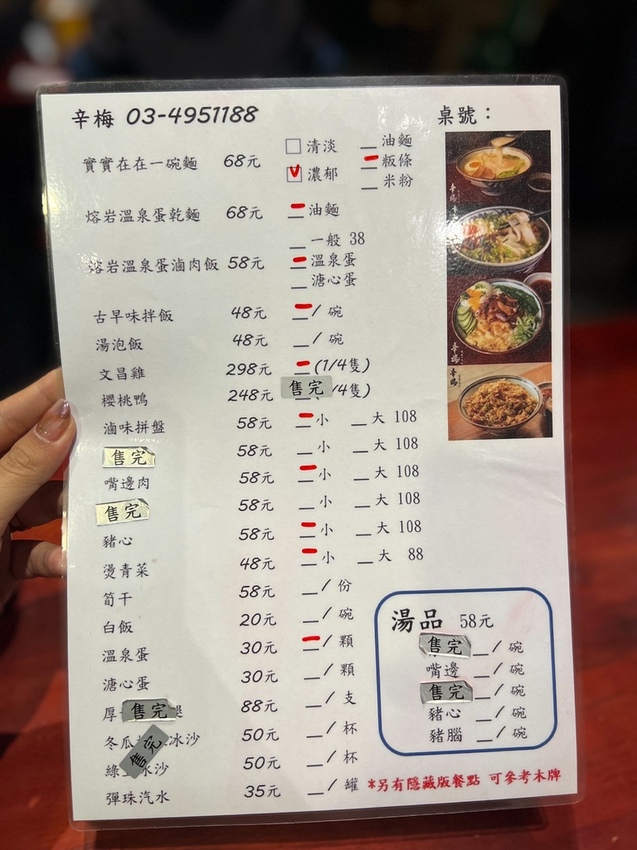 辛梅 03-4951188 桌號：
實實在在一碗麵 68元 清淡 油麵
濃郁 粄條
米粉
熔岩溫泉蛋乾麵 68元 油麵
一般 38
熔岩溫泉蛋滷肉飯 58元 溫泉蛋
溏心蛋
古早味拌飯 48元 / 碗
湯泡飯 48元 / 碗
文昌雞 298元 (1/4隻)
櫻桃鴨 248元 售完 /4隻)
滷味拼盤 58元 小 大 108
售完 58元 小 大 108
嘴邊肉 58元 小 大 108
售完 58元 小 大 108
豬心 58元 小 大 108
燙青菜 48元 小 大 88
筍干 58元 / 份
白飯 20元 / 碗
溫泉蛋 30元 / 顆
溏心蛋 30元 / 顆
厚 售完 88元 / 支
冬瓜 售完 冰沙 50元 / 杯
綠 冰沙 50元 / 杯
彈珠汽水 35元 / 罐
湯品 58元
售完 / 碗
嘴邊 / 碗
售完 / 碗
豬心 / 碗
豬腦 / 碗
*另有隱藏版餐點 可參考木牌